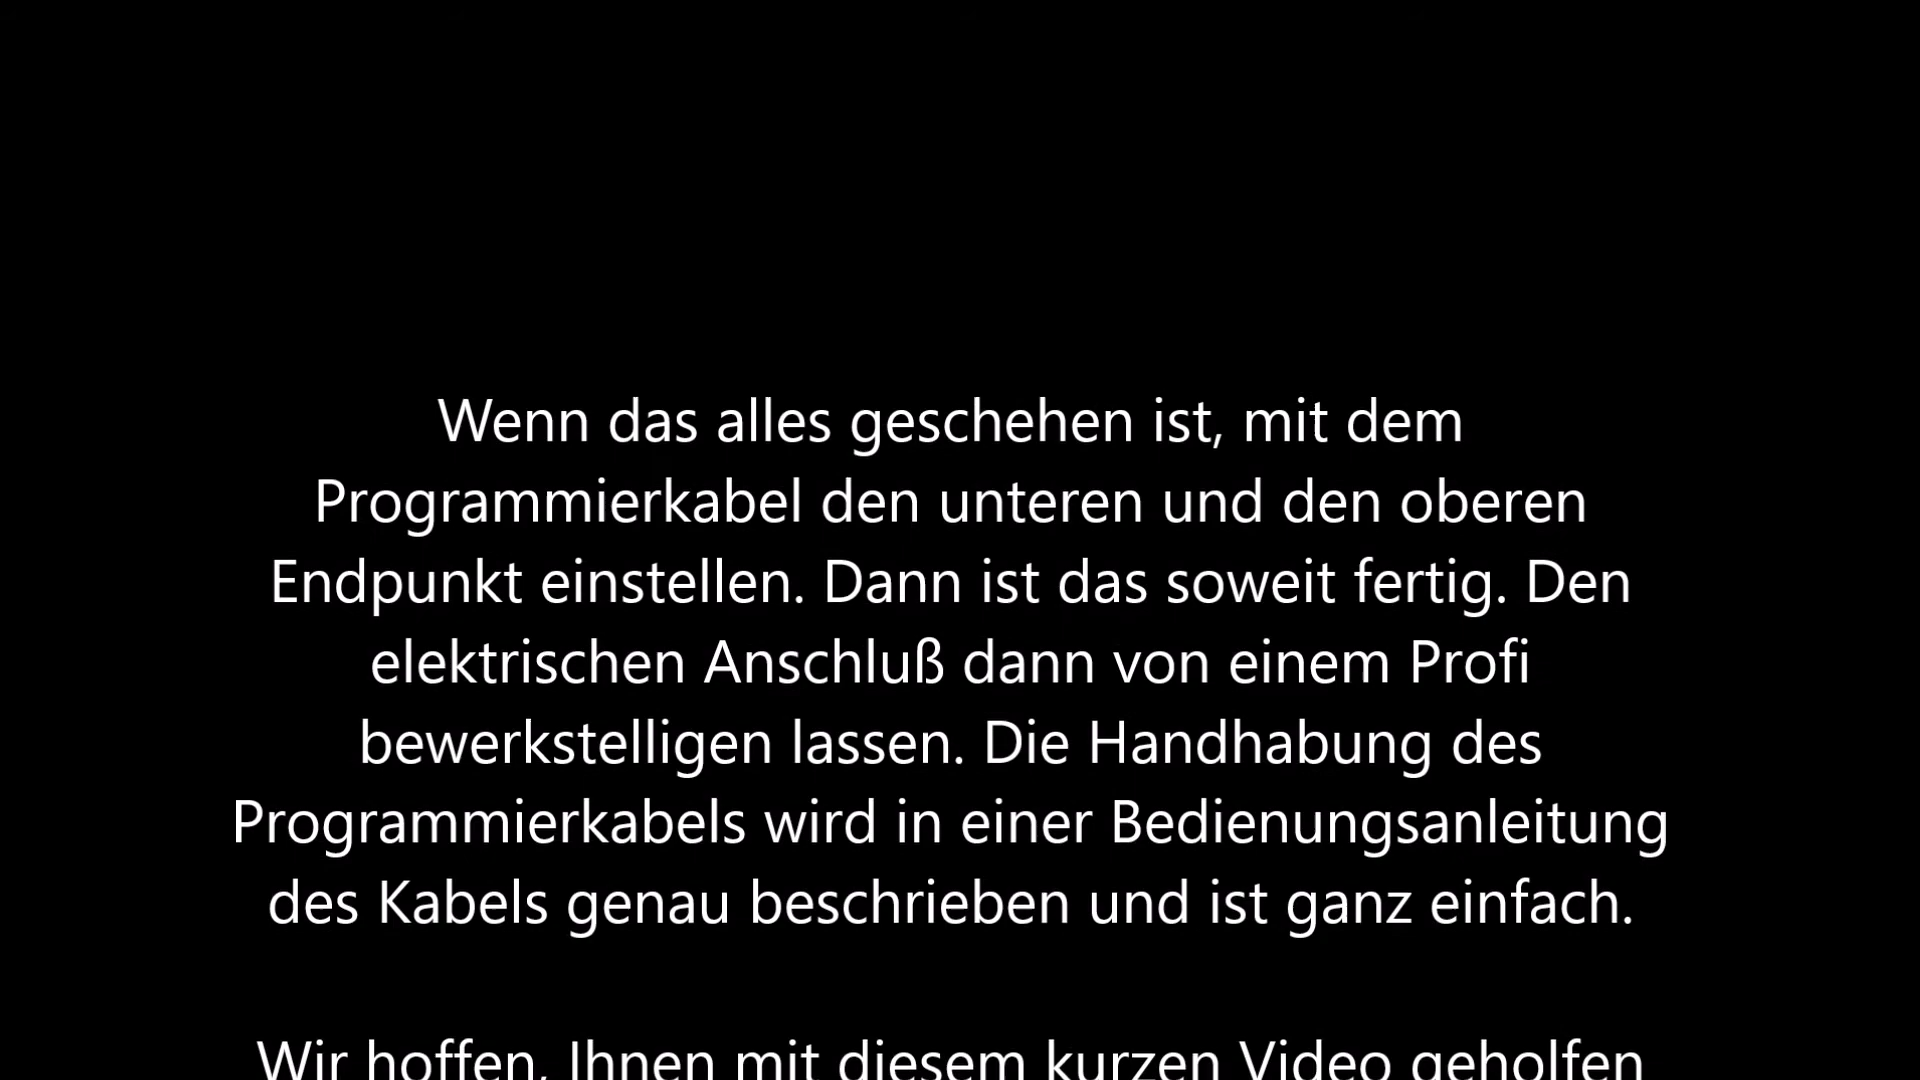 Wenn das alles geschehen ist, mit dem
Programmierkabel den unteren und den oberen
Endpunkt einstellen. Dann ist das soweit fertig. Den
elektrischen Anschluß dann von einem Profi
bewerkstelligen lassen. Die Handhabung des
Programmierkabels wird in einer Bedienungsanleitung
des Kabels genau beschrieben und ist ganz einfach.
Wir hoffen, Ihnen mit diesem kurzen Video geholfen